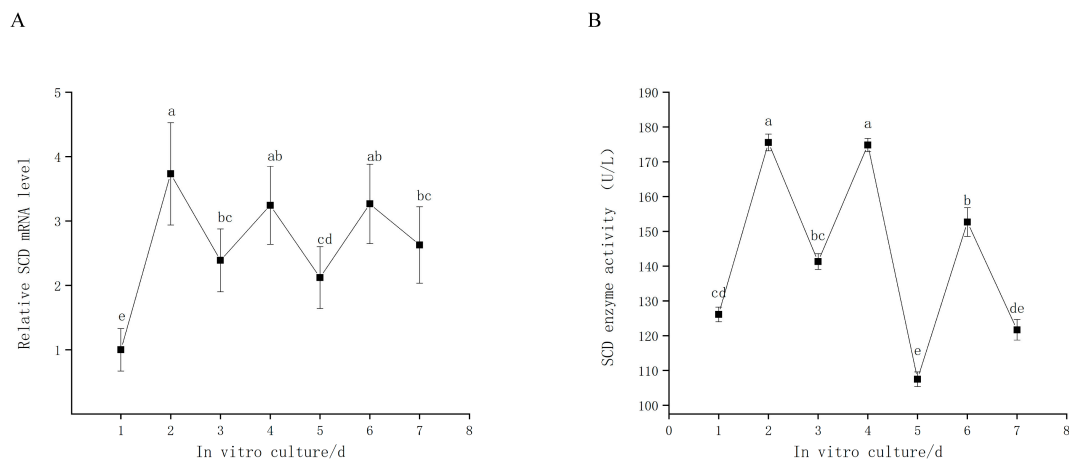 A
Relative SCD mRNA level
5
4
3
2
1
e
a
bc
ab
cd
ab
bc
1 2 3 4 5 6 7 8
In vitro culture/d
B
SCD enzyme activity (U/L)
190
180
170
160
150
140
130
120
110
100
cd
a
bc
a
e
b
de
0 1 2 3 4 5 6 7 8
In vitro culture/d